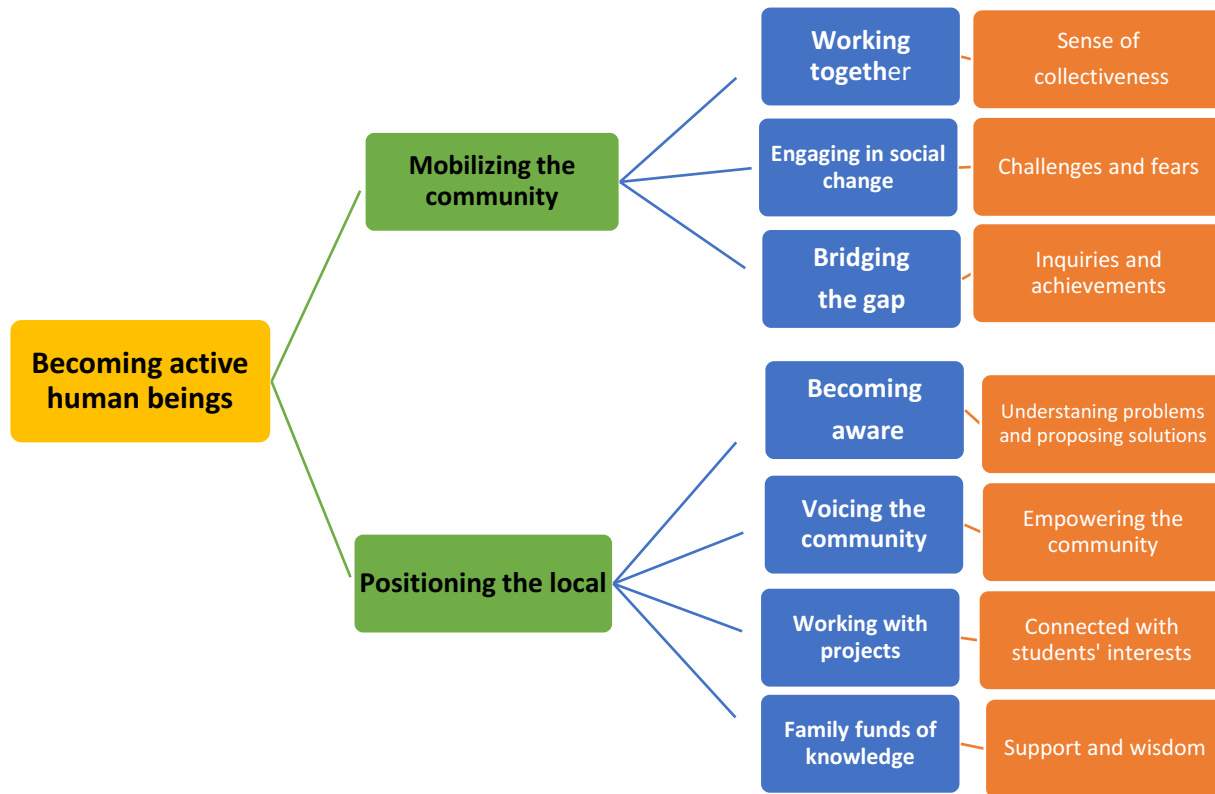 Becoming active
human beings
Mobilizing the
community
Working
together
Sense of
collectiveness
Engaging in social
change
Challenges and fears
Bridging
the gap
Inquiries and
achievements
Positioning the local
Becoming
aware
Understaning problems
and proposing solutions
Voicing the
community
Empowering the
community
Working with
projects
Connected with
students' interests
Family funds of
knowledge
Support and wisdom